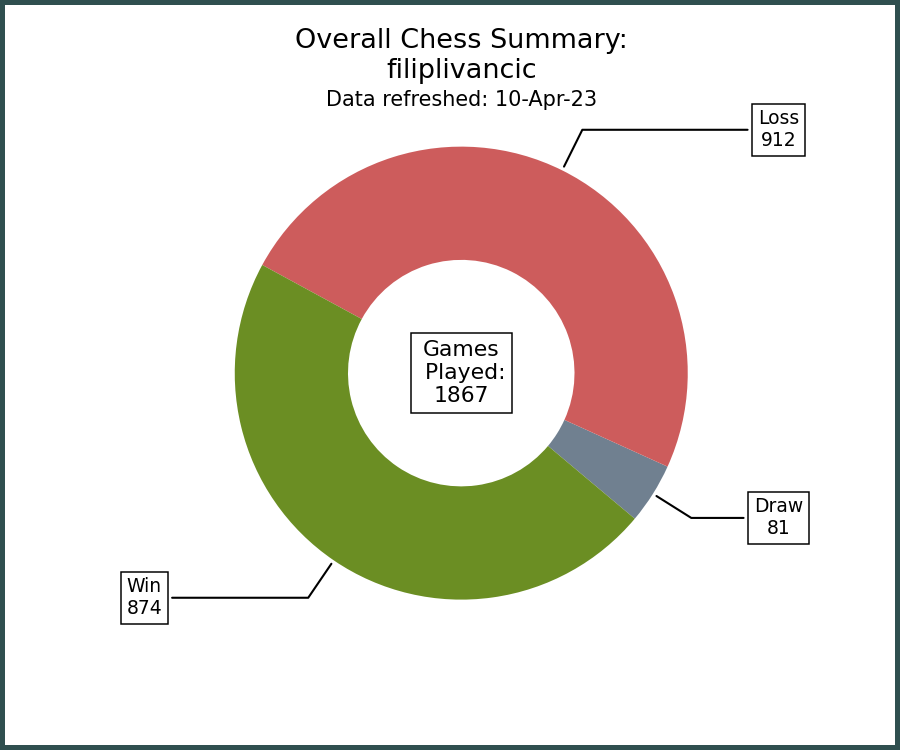 Overall Chess Summary:
filiplivancic
Data refreshed: 10-Apr-23
Loss
912
Games
Played:
1867
Draw
81
Win
874